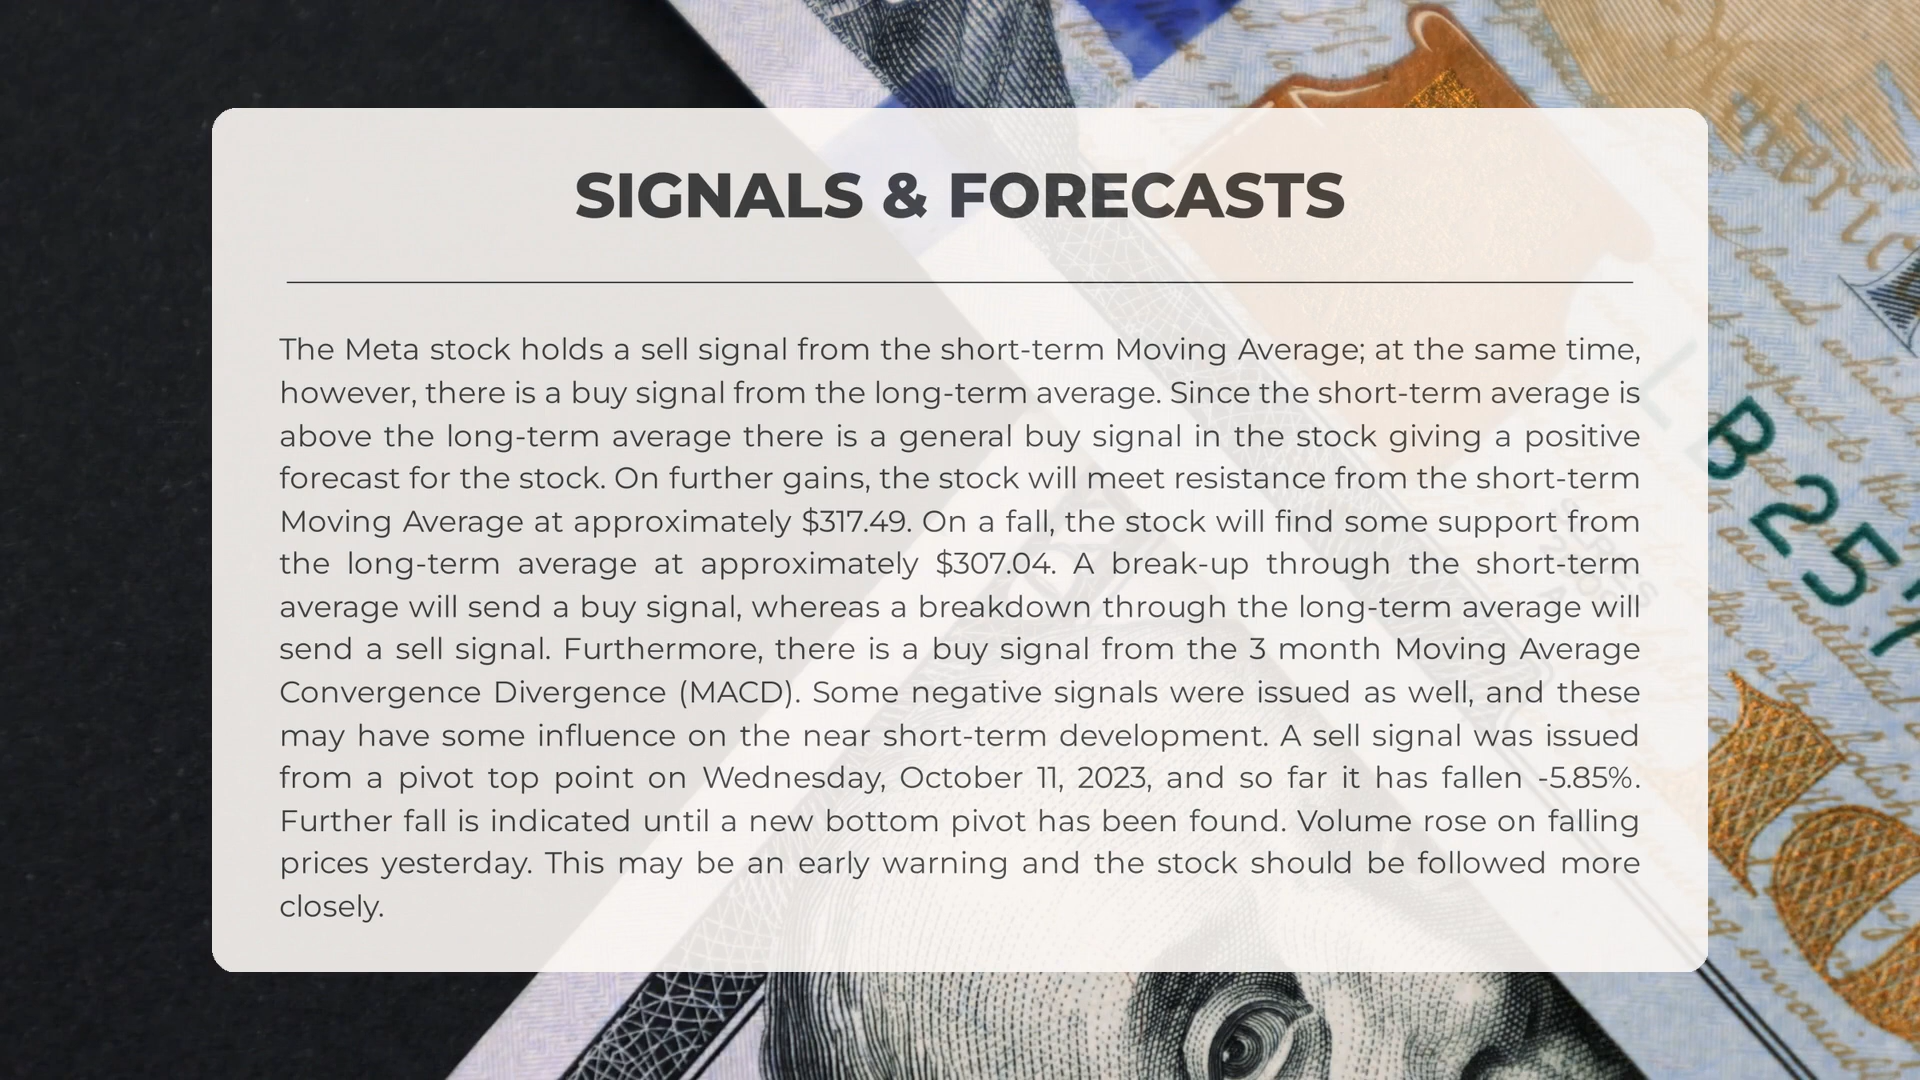 SIGNALS & FORECASTS
The Meta stock holds a sell signal from the short-term Moving Average; at the same time,
however, there is a buy signal from the long-term average. Since the short-term average is
above the long-term average there is a general buy signal in the stock giving a positive
forecast for the stock. On further gains, the stock will meet resistance from the short-term
Moving Average at approximately $317.49. On a fall, the stock will find some support from
the long-term average at approximately $307.04. A break-up through the short-term
average will send a buy signal, whereas a breakdown through the long-term average will
send a sell signal. Furthermore, there is a buy signal from the 3 month Moving Average
Convergence Divergence (MACD). Some negative signals were issued as well, and these
may have some influence on the near short-term development. A sell signal was issued
from a pivot top point on Wednesday, October 11, 2023, and so far it has fallen -5.85%.
Further fall is indicated until a new bottom pivot has been found. Volume rose on falling
prices yesterday. This may be an early warning and the stock should be followed more
closely.
LB25